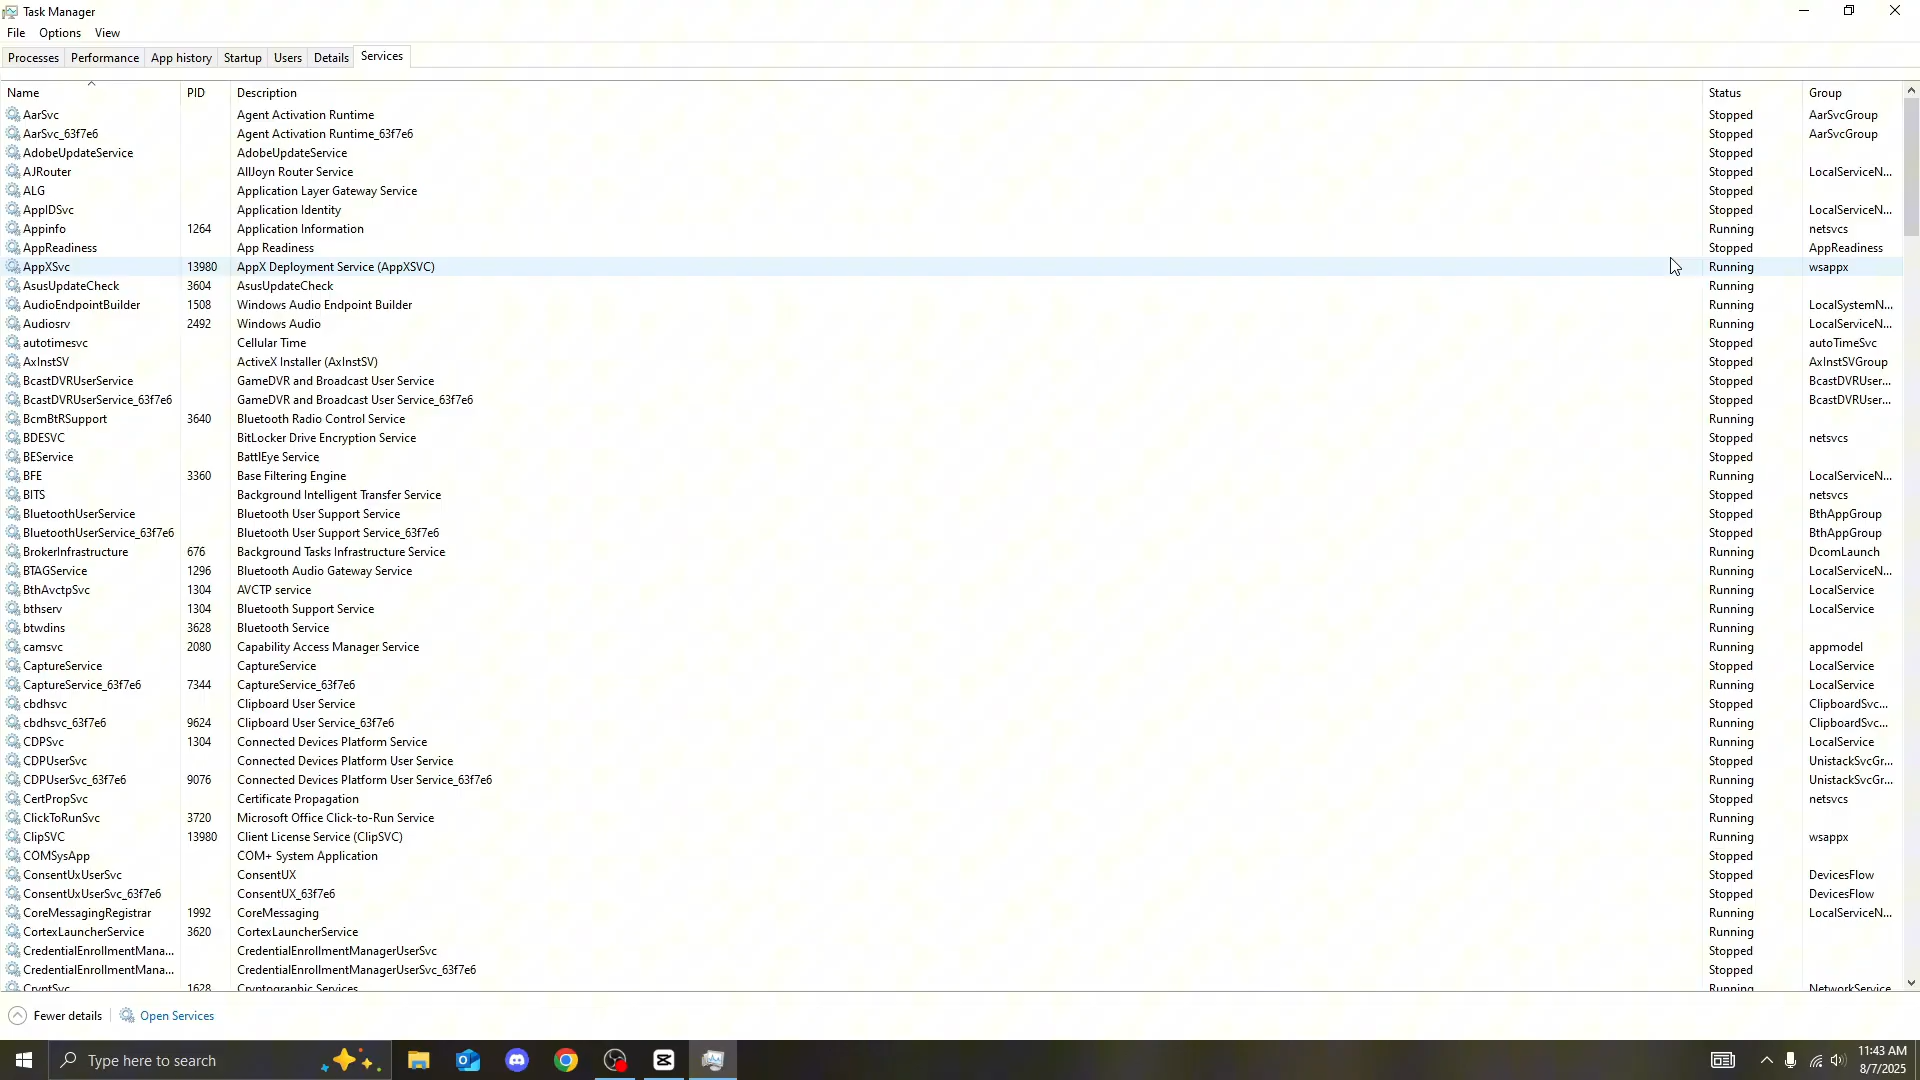 Task Manager
File Options View
Processes Performance App history Startup Users Details Services
Name PID Description Status Group
AarSvc Agent Activation Runtime Stopped AarSvcGroup
AarSvc_63f7e6 Agent Activation Runtime_63f7e6 Stopped AarSvcGroup
AdobeUpdateService AdobeUpdateService Stopped
AJRouter AllJoyn Router Service Stopped LocalServiceN...
ALG Application Layer Gateway Service Stopped
AppIDSvc Application Identity Stopped LocalServiceN...
Appinfo 1264 Application Information Running netsvcs
AppReadiness App Readiness Stopped AppReadiness
AppXSvc 13980 AppX Deployment Service (AppXSVC) Running wsappx
AsusUpdateCheck 3604 AsusUpdateCheck Running
AudioEndpointBuilder 1508 Windows Audio Endpoint Builder Running LocalSystemN...
Audiosrv 2492 Windows Audio Running LocalServiceN...
autotimesvc Cellular Time Stopped autoTimeSvc
AxInstSV ActiveX Installer (AxInstSV) Stopped AxInstSVGroup
BcastDVRUserService GameDVR and Broadcast User Service Stopped BcastDVRUser...
BcastDVRUserService_63f7e6 GameDVR and Broadcast User Service_63f7e6 Stopped BcastDVRUser...
BcmBtRSupport 3640 Bluetooth Radio Control Service Running
BDESVC BitLocker Drive Encryption Service Stopped netsvcs
BEService BattlEye Service Stopped
BFE 3360 Base Filtering Engine Running LocalServiceN...
BITS Background Intelligent Transfer Service Stopped netsvcs
BluetoothUserService Bluetooth User Support Service Stopped BthAppGroup
BluetoothUserService_63f7e6 Bluetooth User Support Service_63f7e6 Stopped BthAppGroup
BrokerInfrastructure 676 Background Tasks Infrastructure Service Running DcomLaunch
BTAGService 1296 Bluetooth Audio Gateway Service Running LocalServiceN...
BthAvctpSvc 1304 AVCTP service Running LocalService
bthserv 1304 Bluetooth Support Service Running LocalService
btwdins 3628 Bluetooth Service Running
camsvc 2080 Capability Access Manager Service Running appmodel
CaptureService CaptureService Stopped LocalService
CaptureService_63f7e6 7344 CaptureService_63f7e6 Running LocalService
cbdhsvc Clipboard User Service Stopped ClipboardSvc...
cbdhsvc_63f7e6 9624 Clipboard User Service_63f7e6 Running ClipboardSvc...
CDPSvc 1304 Connected Devices Platform Service Running LocalService
CDPUserSvc Connected Devices Platform User Service Stopped UnistackSvcGr...
CDPUserSvc_63f7e6 9076 Connected Devices Platform User Service_63f7e6 Running UnistackSvcGr...
CertPropSvc Certificate Propagation Stopped netsvcs
ClickToRunSvc 3720 Microsoft Office Click-to-Run Service Running
ClipSVC 13980 Client License Service (ClipSVC) Running wsappx
COMSysApp COM+ System Application Stopped
ConsentUxUserSvc ConsentUX Stopped DevicesFlow
ConsentUxUserSvc_63f7e6 ConsentUX_63f7e6 Stopped DevicesFlow
CoreMessagingRegistrar 1992 CoreMessaging Running LocalServiceN...
CortexLauncherService 3620 CortexLauncherService Running
CredentialEnrollmentMana... CredentialEnrollmentManagerUserSvc Stopped
CredentialEnrollmentMana... CredentialEnrollmentManagerUserSvc_63f7e6 Stopped
CryptSvc 1628 Cryptographic Services Running NetworkService
Fewer details Open Services
Type here to search
11:43 AM
8/7/2025